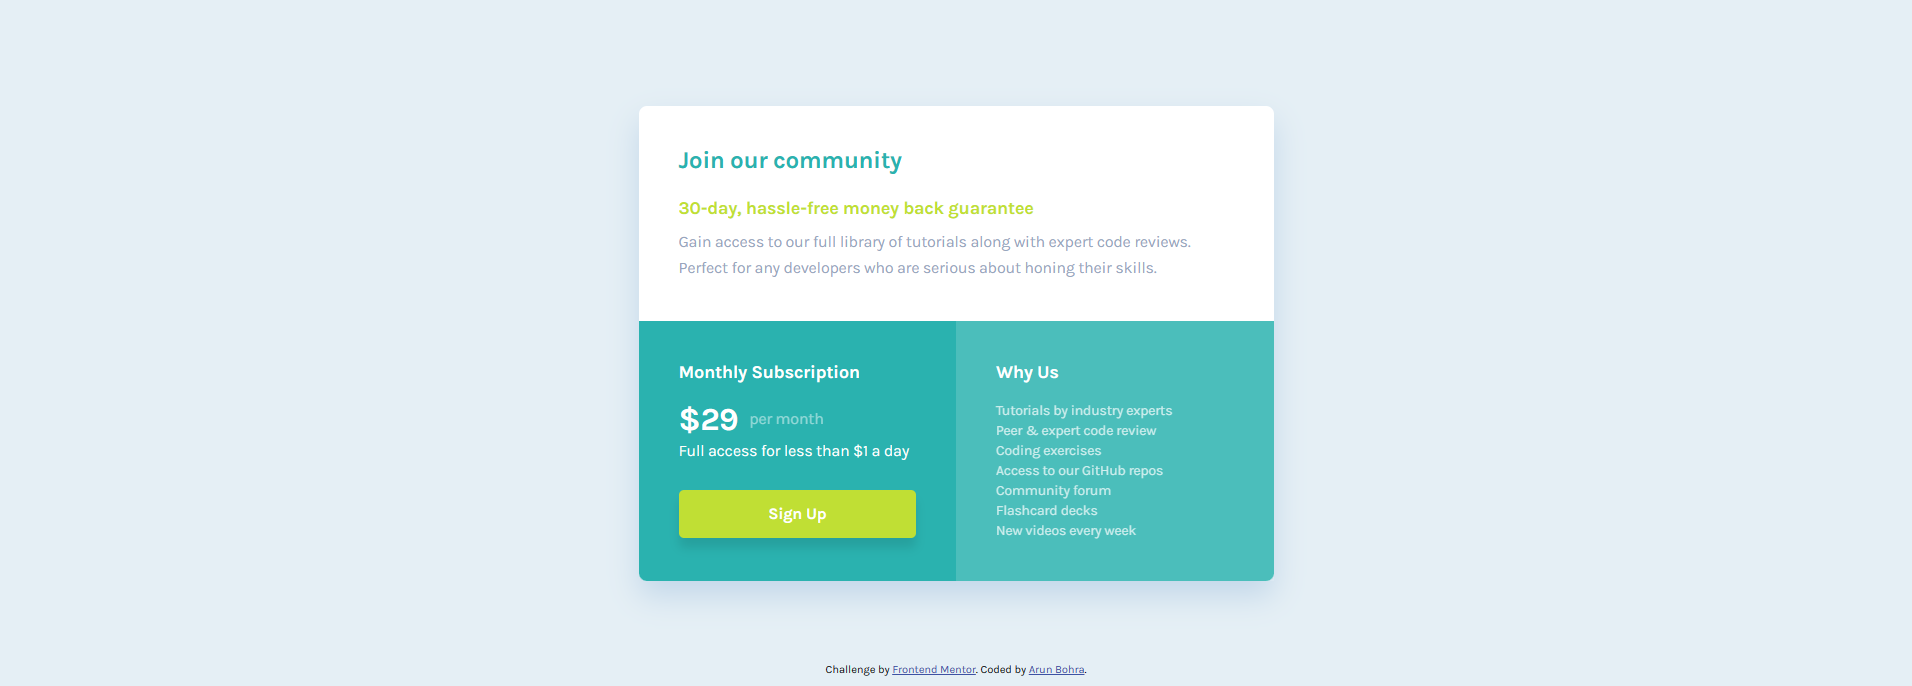 Join our community
30-day, hassle-free money back guarantee
Gain access to our full library of tutorials along with expert code reviews.
Perfect for any developers who are serious about honing their skills.
Monthly Subscription
$29 per month
Full access for less than $1 a day
Sign Up
Why Us
Tutorials by industry experts
Peer & expert code review
Coding exercises
Access to our GitHub repos
Community forum
Flashcard decks
New videos every week
Challenge by Frontend Mentor. Coded by Arun Bohra.